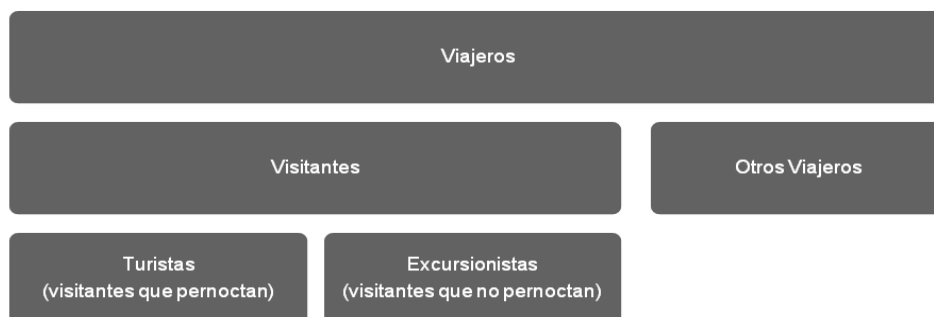 Viajeros
Visitantes
Otros Viajeros
Turistas
(visitantes que pernoctan)
Excursionistas
(visitantes que no pernoctan)